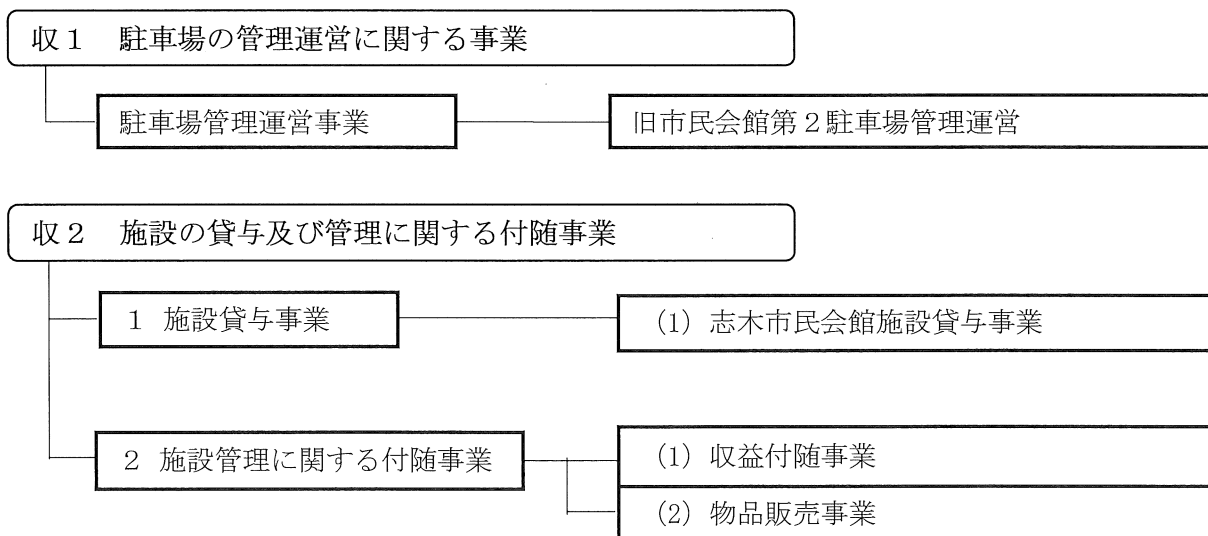 収1 駐車場の管理運営に関する事業
駐車場管理運営事業
旧市民会館第2駐車場管理運営
収2 施設の貸与及び管理に関する付随事業
1 施設貸与事業
(1) 志木市民会館施設貸与事業
2 施設管理に関する付随事業
(1) 収益付随事業
(2) 物品販売事業